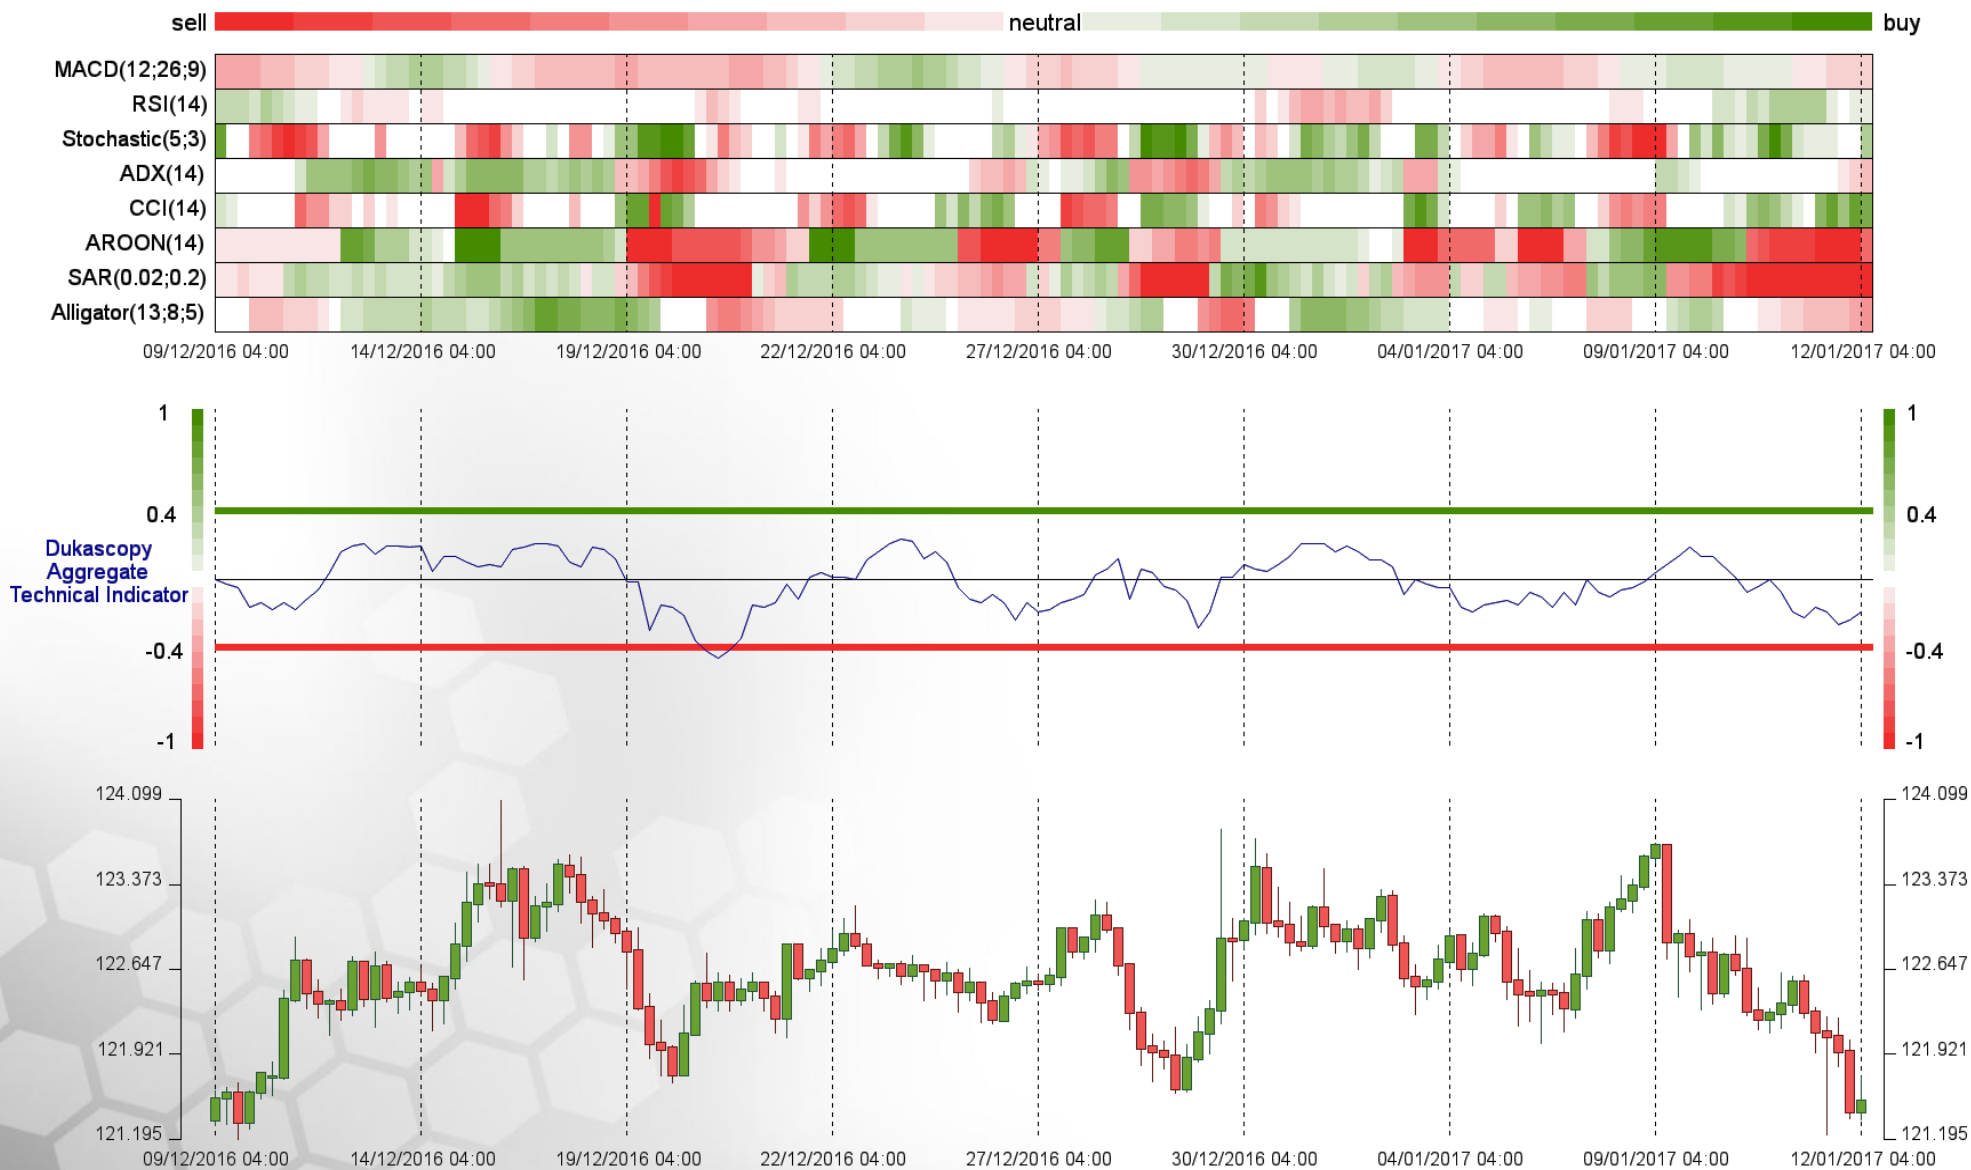 sell neutral buy
MACD(12;26;9)
RSI(14)
Stochastic(5;3)
ADX(14)
CCI(14)
AROON(14)
SAR(0.02;0.2)
Alligator(13;8;5)
09/12/2016 04:00 14/12/2016 04:00 19/12/2016 04:00 22/12/2016 04:00 27/12/2016 04:00 30/12/2016 04:00 04/01/2017 04:00 09/01/2017 04:00 12/01/2017 04:00
1 1
0.4 0.4
Dukascopy
Aggregate
Technical Indicator
-0.4 -0.4
-1 -1
124.099 124.099
123.373 123.373
122.647 122.647
121.921 121.921
121.195 121.195
09/12/2016 04:00 14/12/2016 04:00 19/12/2016 04:00 22/12/2016 04:00 27/12/2016 04:00 30/12/2016 04:00 04/01/2017 04:00 09/01/2017 04:00 12/01/2017 04:00